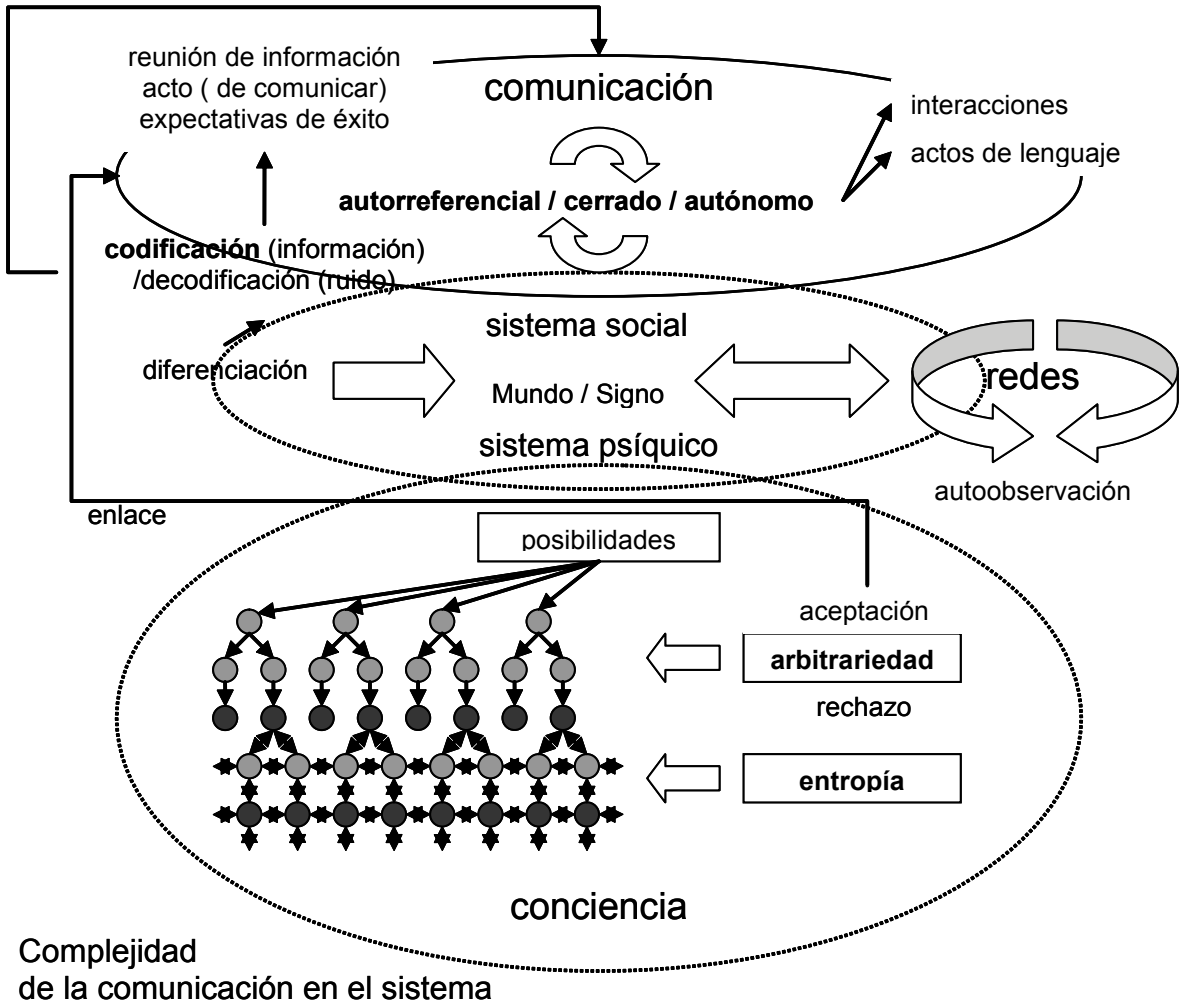 reunión de información
acto ( de comunicar)
expectativas de éxito
comunicación
interacciones
actos de lenguaje
autorreferencial / cerrado / autónomo
codificación (información)
/decodificación (ruido)
sistema social
diferenciación
Mundo / Signo
redes
sistema psíquico
autoobservación
enlace
posibilidades
aceptación
arbitrariedad
rechazo
entropía
conciencia
Complejidad
de la comunicación en el sistema